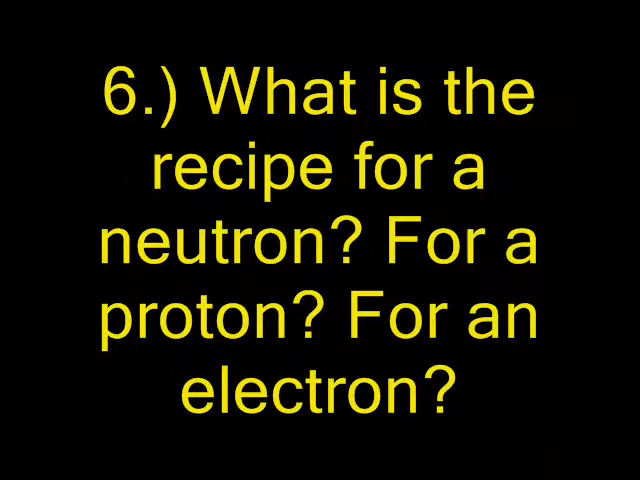 6.) What is the
recipe for a
neutron? For a
proton? For an
electron?